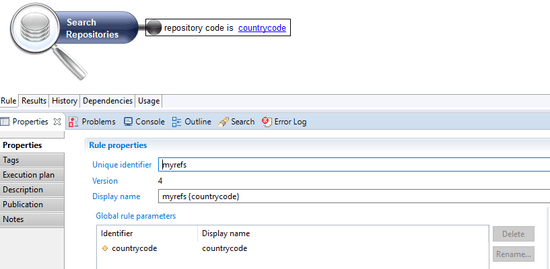 Search
Repositories
repository code is countrycode
Rule Results History Dependencies Usage
Properties Problems Console Outline Search Error Log
Properties
Tags
Execution plan
Description
Publication
Notes
Rule properties
Unique identifier myrefs
Version 4
Display name myrefs {countrycode}
Global rule parameters
Identifier Display name
countrycode countrycode
Delete
Rename...